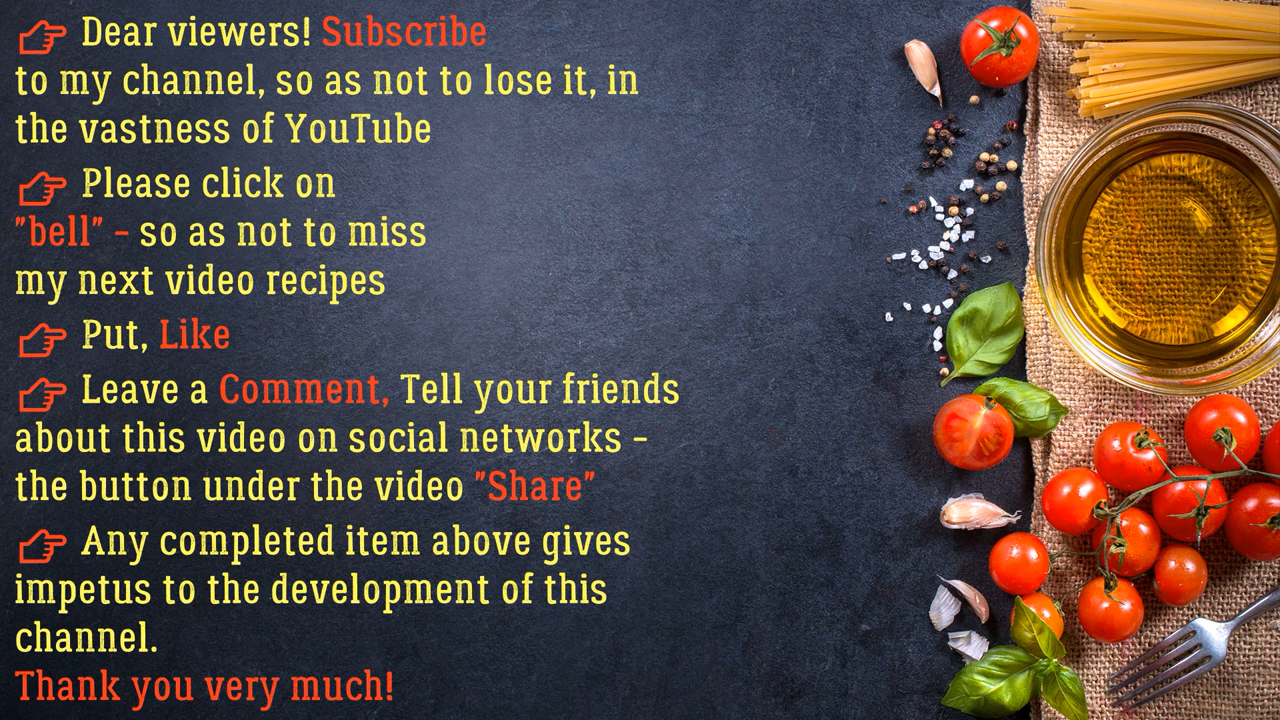 Dear viewers! Subscribe
to my channel, so as not to lose it, in
the vastness of YouTube
Please click on
"bell" - so as not to miss
my next video recipes
Put, Like
Leave a Comment, Tell your friends
about this video on social networks -
the button under the video "Share"
Any completed item above gives
impetus to the development of this
channel.
Thank you very much!